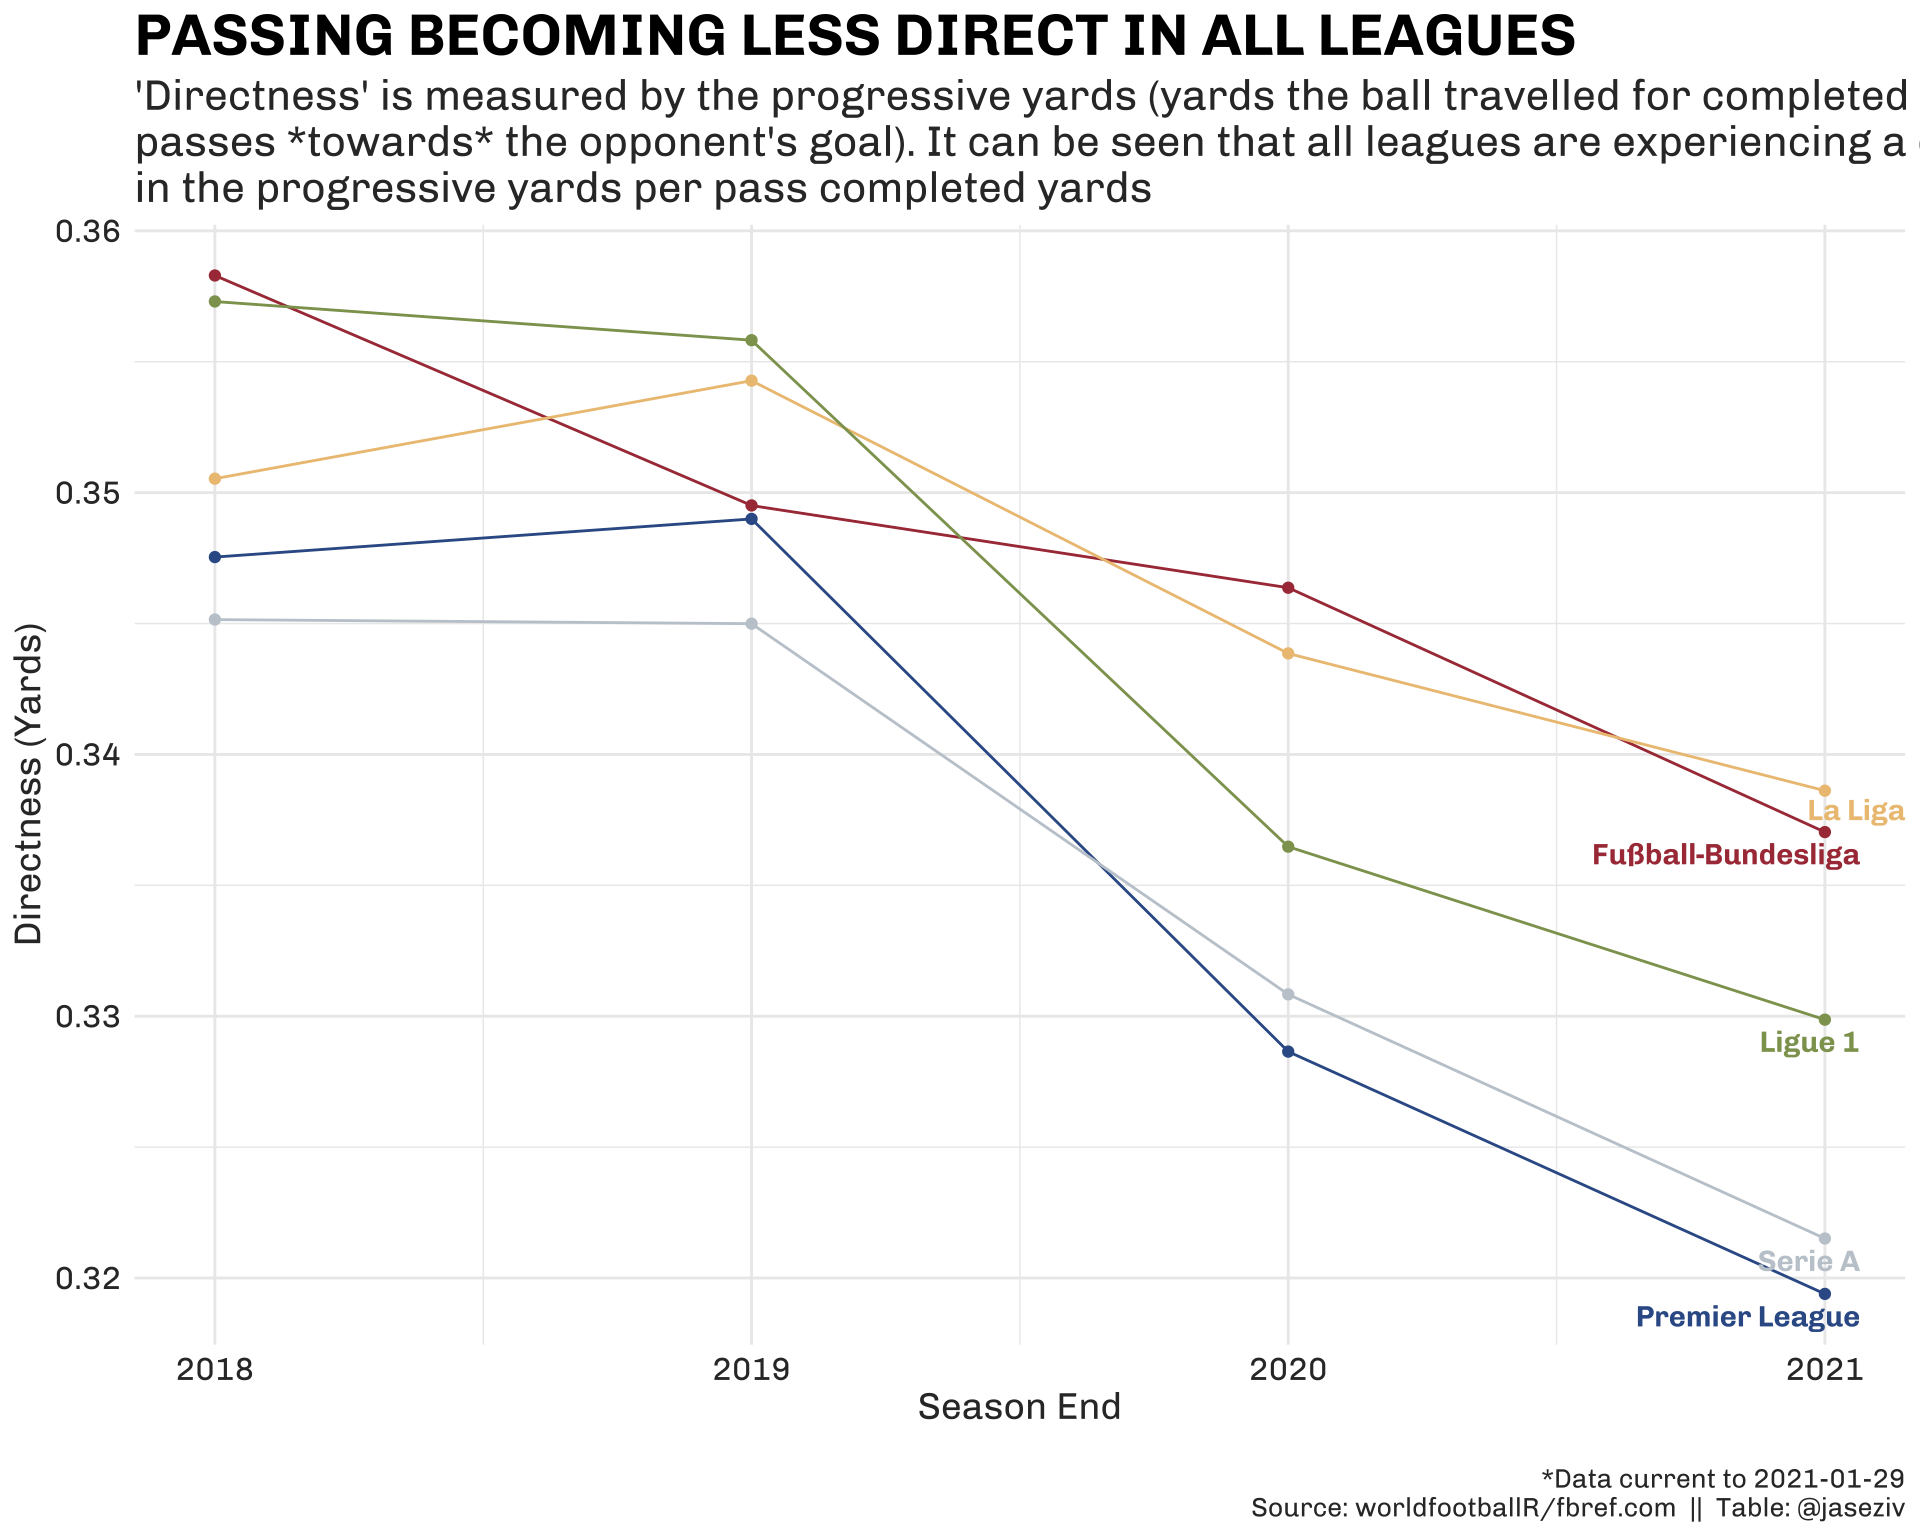 PASSING BECOMING LESS DIRECT IN ALL LEAGUES
'Directness' is measured by the progressive yards (yards the ball travelled for completed
passes *towards* the opponent's goal). It can be seen that all leagues are experiencing a
in the progressive yards per pass completed yards
0.36
0.35
0.34
0.33
0.32
Directness (Yards)
La Liga
Fußball-Bundesliga
Ligue 1
Serie A
Premier League
2018 2019 2020 2021
Season End
*Data current to 2021-01-29
Source: worldfootballR/fbref.com || Table: @jaseziv